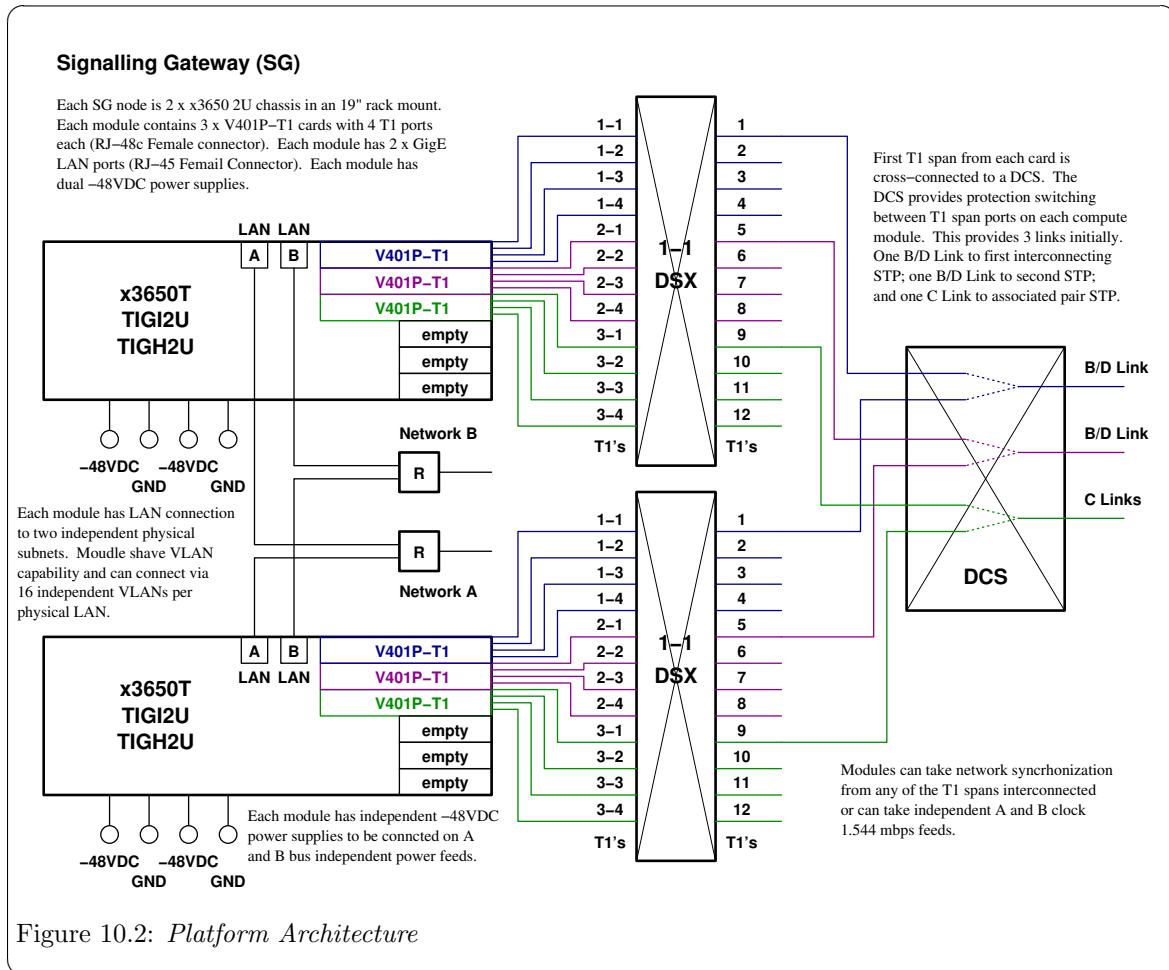 Signalling Gateway (SG)
Each SG node is 2 x x3650 2U chassis in an 19" rack mount.
Each module contains 3 x V401P−T1 cards with 4 T1 ports
each (RJ−48c Female connector).  Each module has 2 x GigE
LAN ports (RJ−45 Femail Connector).  Each module has
dual −48VDC power supplies.
First T1 span from each card is
cross−connected to a DCS.  The
DCS provides protection switching
between T1 span ports on each compute
module.  This provides 3 links initially.
One B/D Link to first interconnecting
STP; one B/D Link to second STP;
and one C Link to associated pair STP.
LAN LAN
A B
x3650T
TIGI2U
TIGH2U
V401P−T1
V401P−T1
V401P−T1
empty
empty
empty
−48VDC −48VDC
GND GND
1−1
1−2
1−3
1−4
2−1
2−2
2−3
2−4
3−1
3−2
3−3
3−4
T1's
1−1
DSX
1
2
3
4
5
6
7
8
9
10
11
12
T1's
Network B
R
R
Network A
Each module has LAN connection
to two independent physical
subnets.  Moudle shave VLAN
capability and can connect via
16 independent VLANs per
physical LAN.
B/D Link
B/D Link
C Links
DCS
A B
LAN LAN
x3650T
TIGI2U
TIGH2U
V401P−T1
V401P−T1
V401P−T1
empty
empty
empty
−48VDC −48VDC
GND GND
Each module has independent −48VDC
power supplies to be conncted on A
and B bus independent power feeds.
1−1
1−2
1−3
1−4
2−1
2−2
2−3
2−4
3−1
3−2
3−3
3−4
T1's
1−1
DSX
1
2
3
4
5
6
7
8
9
10
11
12
T1's
Modules can take network syncrhonization
from any of the T1 spans interconnected
or can take independent A and B clock
1.544 mbps feeds.
Figure 10.2: Platform Architecture